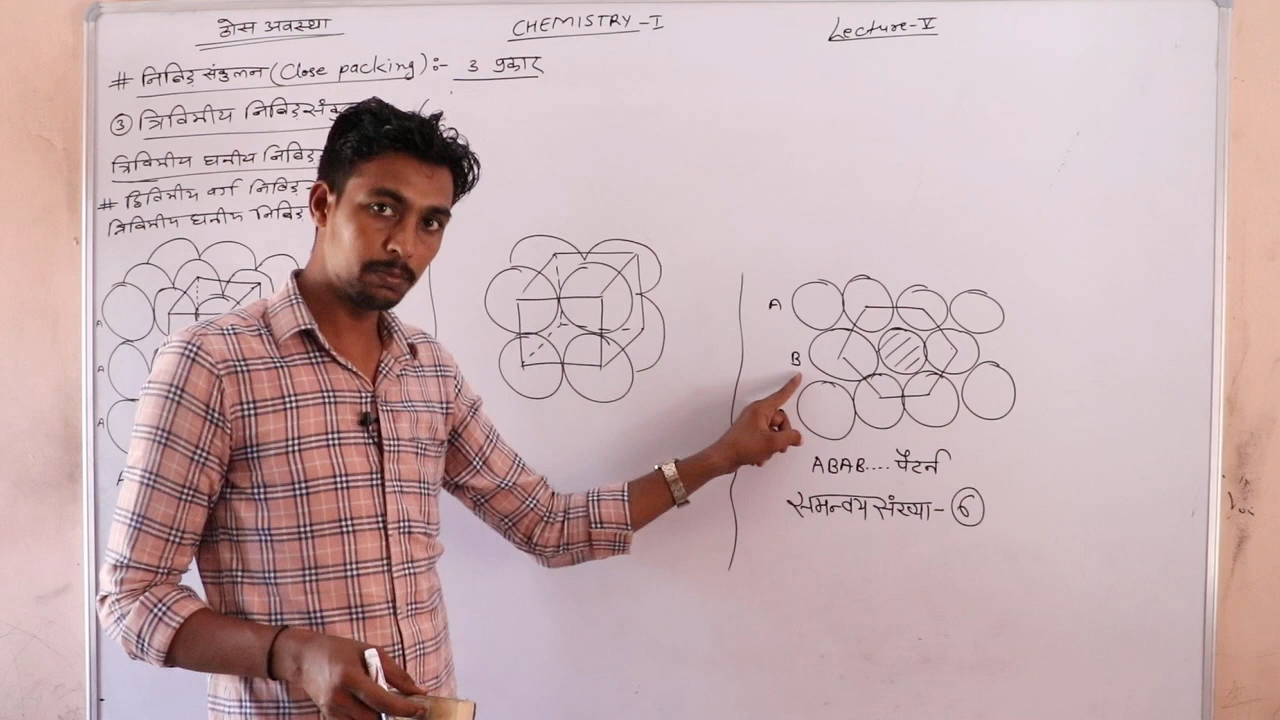 ठोस अवस्था
CHEMISTRY-I
Lecture-V
# निबिड़ संकुलन (Close packing):- 3 प्रकार
③ त्रिविमीय निबिड़ संकु
त्रिविमीय घनीय निबिड़
# द्विविमीय वर्ग निबिड़ -
त्रिविमीय घनीय निबिड़
A
A
A
A
B
ABAB.... पैटर्न
समन्वय संख्या - 6